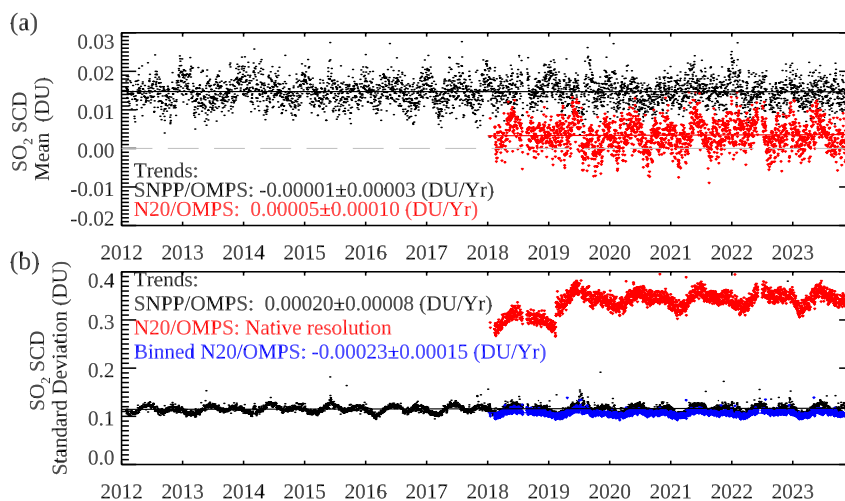 (a)
0.03
0.02
0.01
0.00
-0.01
-0.02
SO2 SCD
Mean (DU)
Trends:
SNPP/OMPS: -0.00001±0.00003 (DU/Yr)
N20/OMPS: 0.00005±0.00010 (DU/Yr)
2012 2013 2014 2015 2016 2017 2018 2019 2020 2021 2022 2023
(b)
0.4
0.3
0.2
0.1
0.0
SO2 SCD
Standard Deviation (DU)
Trends:
SNPP/OMPS: 0.00020±0.00008 (DU/Yr)
N20/OMPS: Native resolution
Binned N20/OMPS: -0.00023±0.00015 (DU/Yr)
2012 2013 2014 2015 2016 2017 2018 2019 2020 2021 2022 2023